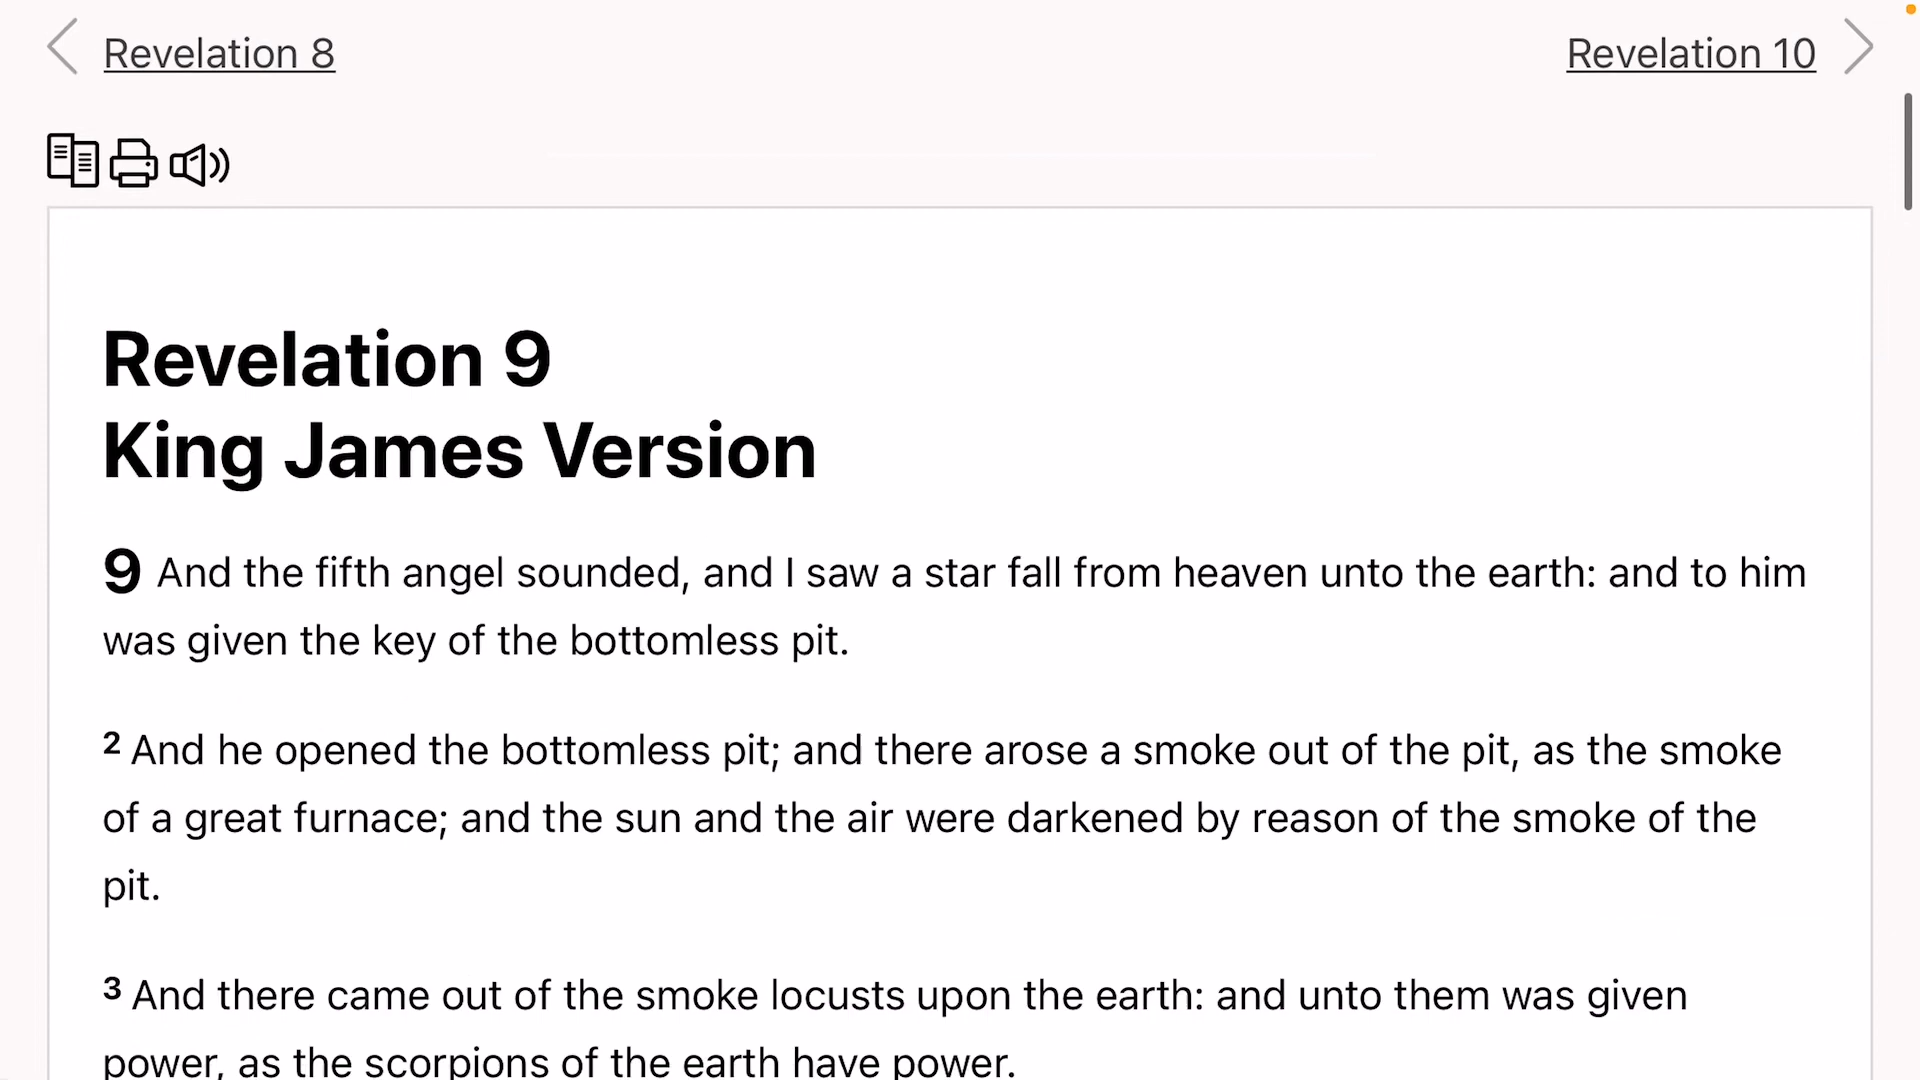 Revelation 8
Revelation 10
Revelation 9
King James Version
9 And the fifth angel sounded, and I saw a star fall from heaven unto the earth: and to him
was given the key of the bottomless pit.
2 And he opened the bottomless pit; and there arose a smoke out of the pit, as the smoke
of a great furnace; and the sun and the air were darkened by reason of the smoke of the
pit.
3 And there came out of the smoke locusts upon the earth: and unto them was given
power, as the scorpions of the earth have power.